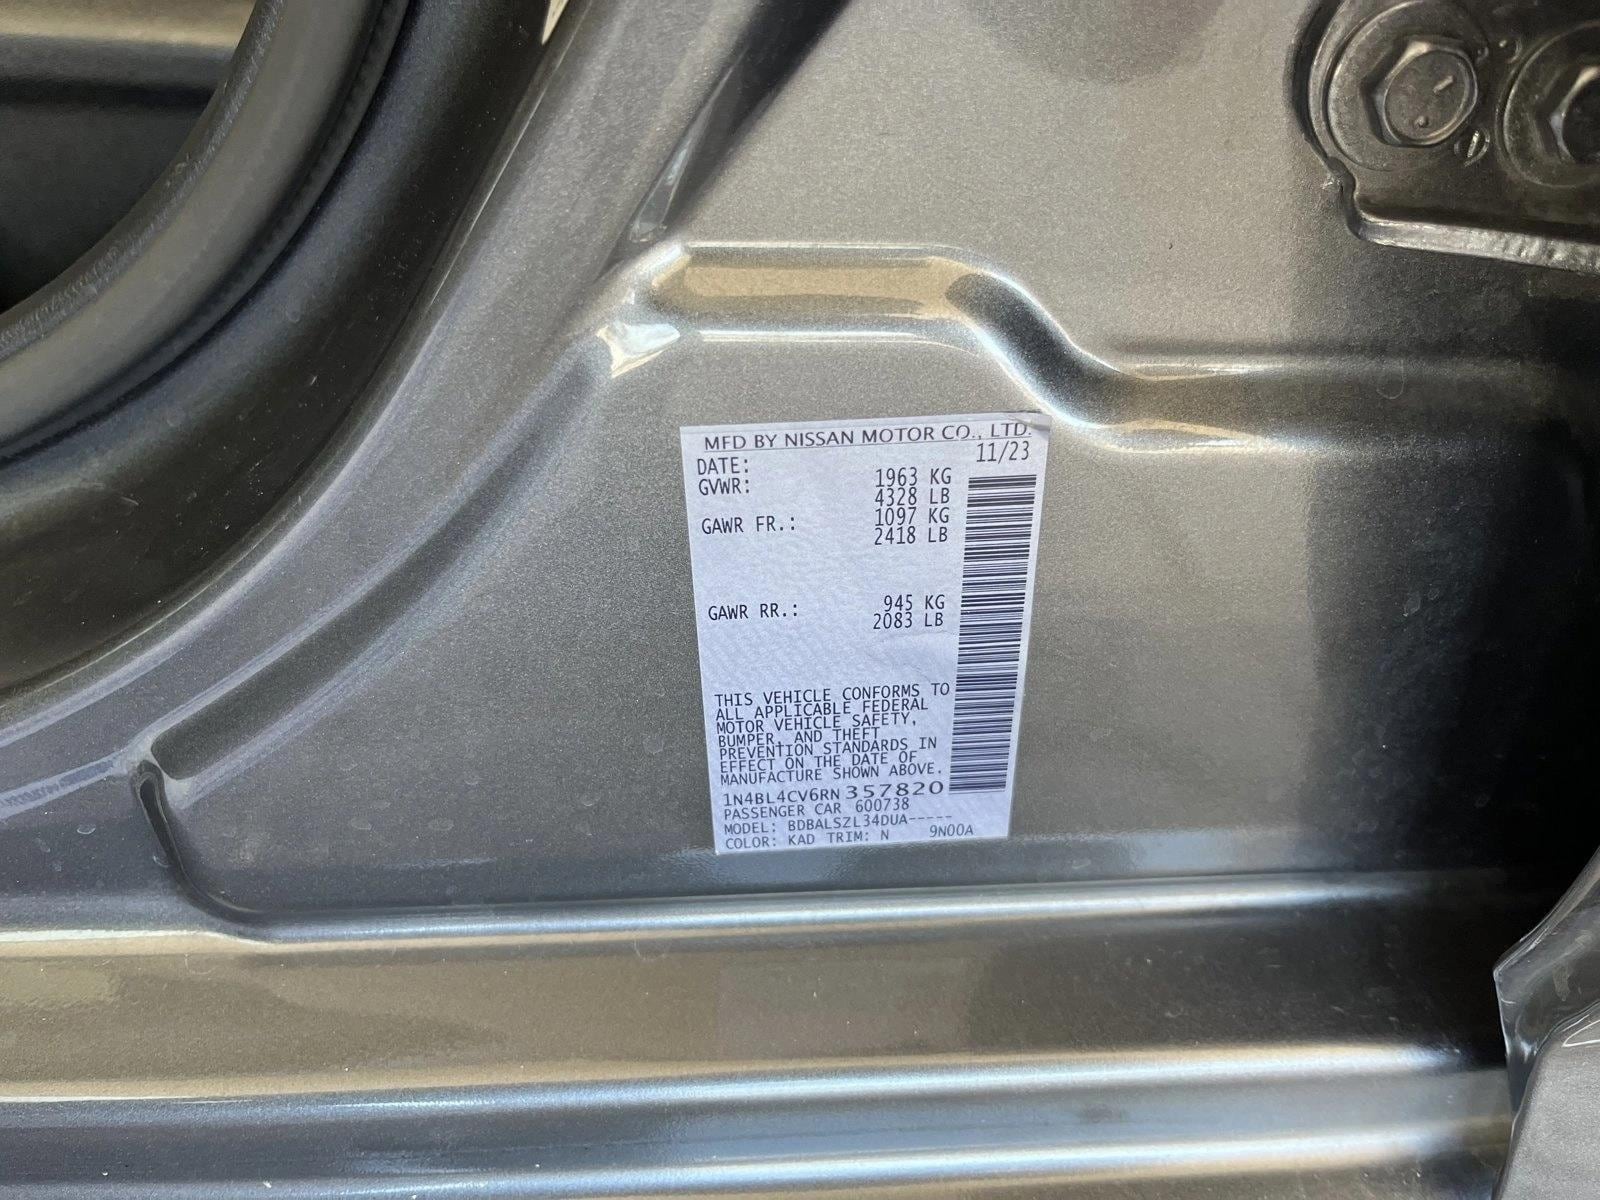 MFD BY NISSAN MOTOR CO., LTD.
DATE: 11/23
GVWR: 1963 KG
4328 LB
GAWR FR.: 1097 KG
2418 LB
GAWR RR.: 945 KG
2083 LB
THIS VEHICLE CONFORMS TO
ALL APPLICABLE FEDERAL
MOTOR VEHICLE SAFETY,
BUMPER, AND THEFT
PREVENTION STANDARDS IN
EFFECT ON THE DATE OF
MANUFACTURE SHOWN ABOVE.
1N4BL4CV6RN357820
PASSENGER CAR 600738
MODEL: BDBALSZL34DUA-----
COLOR: KAD TRIM: N 9N00A